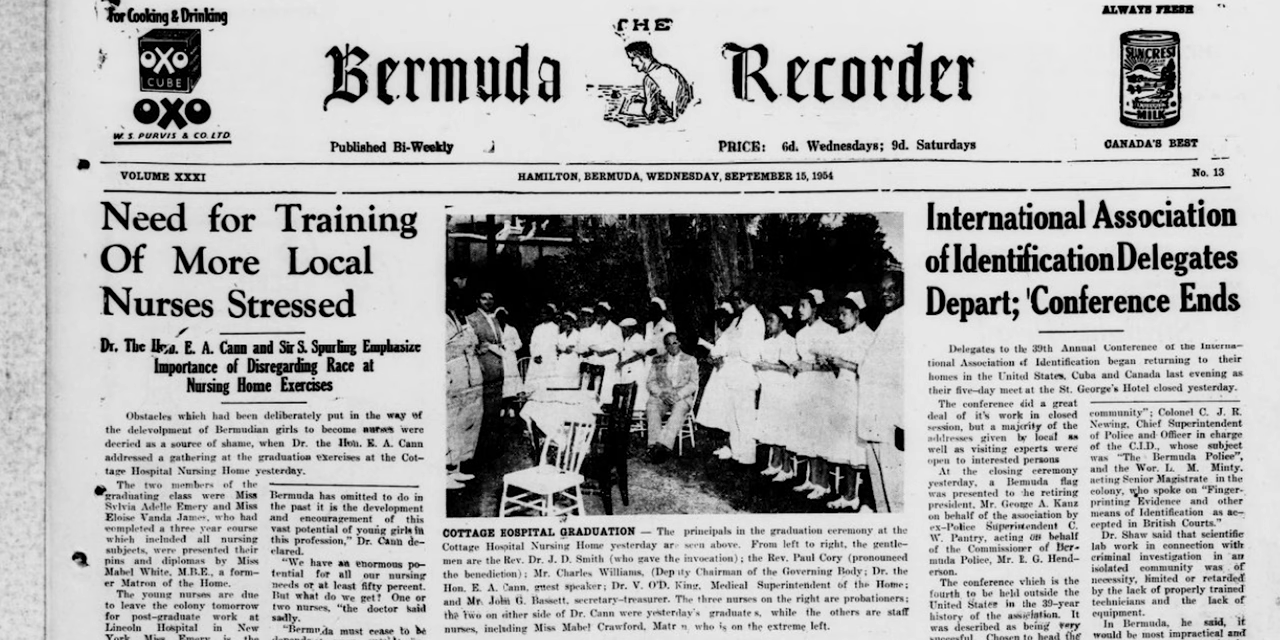 For Cooking & Drinking
OXO
CUBE
OXO
W. S. PURVIS & CO. LTD.
THE
Bermuda Recorder
Published Bi-Weekly
PRICE: 6d. Wednesdays; 9d. Saturdays
ALWAYS FRESH
SUNCREST
MILK
CANADA'S BEST
VOLUME XXXI
HAMILTON, BERMUDA, WEDNESDAY, SEPTEMBER 15, 1954
No. 13
Need for Training
Of More Local
Nurses Stressed
Dr. The Hon. E. A. Cann and Sir S. Spurling Emphasize
Importance of Disregarding Race at
Nursing Home Exercises
Obstacles which had been deliberately put in the way of
the delevolpment of Bermudian girls to become nurses were
decried as a source of shame, when Dr. the Hon. E. A. Cann
addressed a gathering at the graduation exercises at the Cot-
tage Hospital Nursing Home yesterday.
The two members of the
graduating class were Miss
Sylvia Adelle Emery and Miss
Eloise Vanda James, who had
completed a three year course
which included all nursing
subjects, were presented their
pins and diplomas by Miss
Mabel White, M.B.E., a form-
er Matron of the Home.
The young nurses are due
to leave the colony tomorrow
for post-graduate work at
Lincoln Hospital in New
York Miss Emery is the
Bermuda has omitted to do in
the past it is the development
and encouragement of this
vast potential of young girls in
this profession," Dr. Cann de-
clared.
"We have an enormous po-
tential for all our nursing
needs or at least fifty percent.
But what do we get? One or
two nurses, "the doctor said
sadly.
"Bermuda must cease to be
COTTAGE HOSPITAL GRADUATION — The principals in the graduation ceremony at the
Cottage Hospital Nursing Home yesterday are seen above. From left to right, the gentle-
men are the Rev. Dr. J. D. Smith (who gave the invocation); the Rev. Paul Cory (pronounced
the benediction); Mr. Charles Williams, (Deputy Chairman of the Governing Body; Dr. the
Hon. E. A. Cann, guest speaker; Dr. V. O'D. King, Medical Superintendent of the Home;
and Mr. John G. Bassett, secretary-treasurer. The three nurses on the right are probationers;
the two on either side of Dr. Cann were yesterday's graduates, while the others are staff
nurses, including Miss Mabel Crawford, Matron, who is on the extreme left.
International Association
of Identification Delegates
Depart; 'Conference Ends
Delegates to the 39th Annual Conference of the Interna-
tional Association of Identification began returning to their
homes in the United States, Cuba and Canada last evening as
their five-day meet at the St. George's Hotel closed yesterday.
The conference did a great
deal of it's work in closed
session, but a majority of the
addresses given by local as
well as visiting experts were
open to interested persons
At the closing ceremony
yesterday, a Bemuda flag
was presented to the retiring
president, Mr. George A. Kanz
on behalf of the association by
ex-Police Superintendent C.
W. Pantry, acting on behalf
of the Commissioner of Ber-
muda Police, Mr. E. G. Hend-
erson.
The conference which is the
fourth to be held outside the
United States in the 39-year
history of the association. It
was described as being very
sucessful. Chosen to head the
community"; Colonel C. J. R.
Newing, Chief Superintendent
of Police and Officer in charge
of the C.I.D., whose subject
was "The Bermuda Police",
and the Wor. L. M. Minty,
acting Senior Magistrate in the
colony, who spoke on "Finger-
printing Evidence and other
means of Identification as ac-
cepted in British Courts."
Dr. Shaw said that scientific
lab work in connection with
criminal investigation in an
isolated community was of
necessity, limited or retarded
by the lack of properly trained
technicians and the lack of
equipment.
In Bermuda, he said, it
would be most impractical and